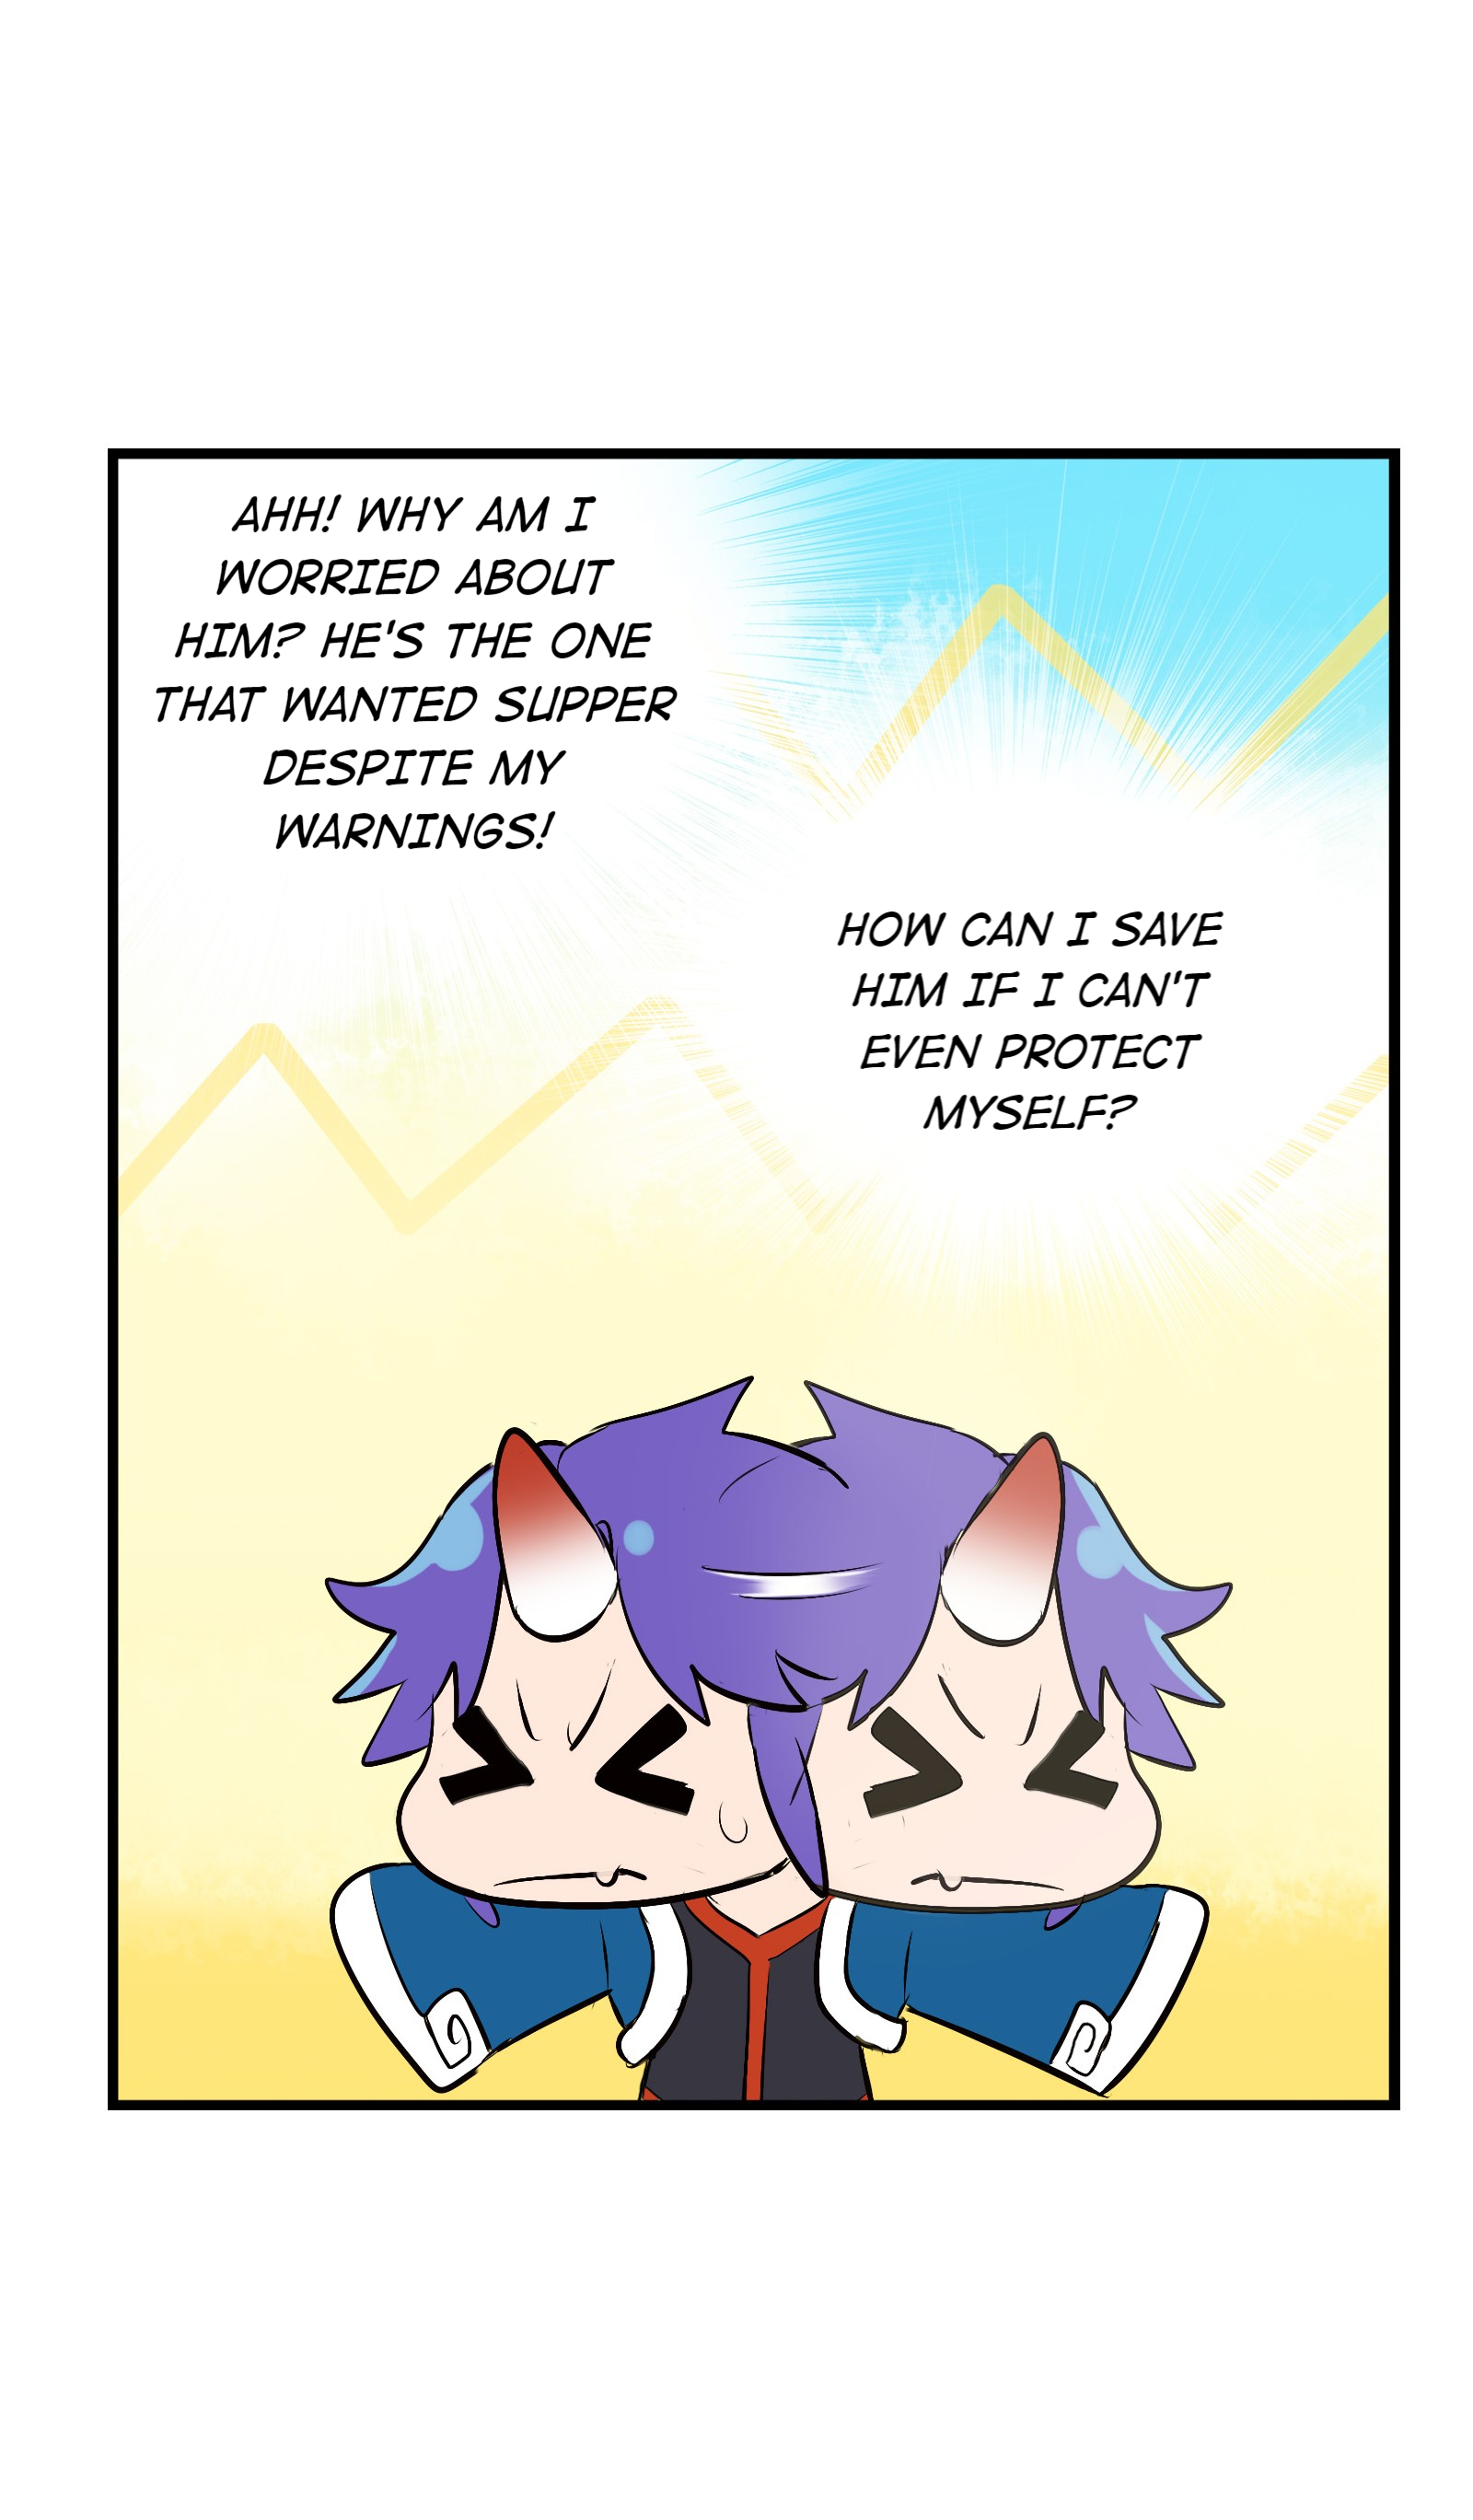 AHH! WHY AM I
WORRIED ABOUT
HIM? HE'S THE ONE
THAT WANTED SUPPER
DESPITE MY
WARNINGS!
HOW CAN I SAVE
HIM IF I CAN'T
EVEN PROTECT
MYSELF?